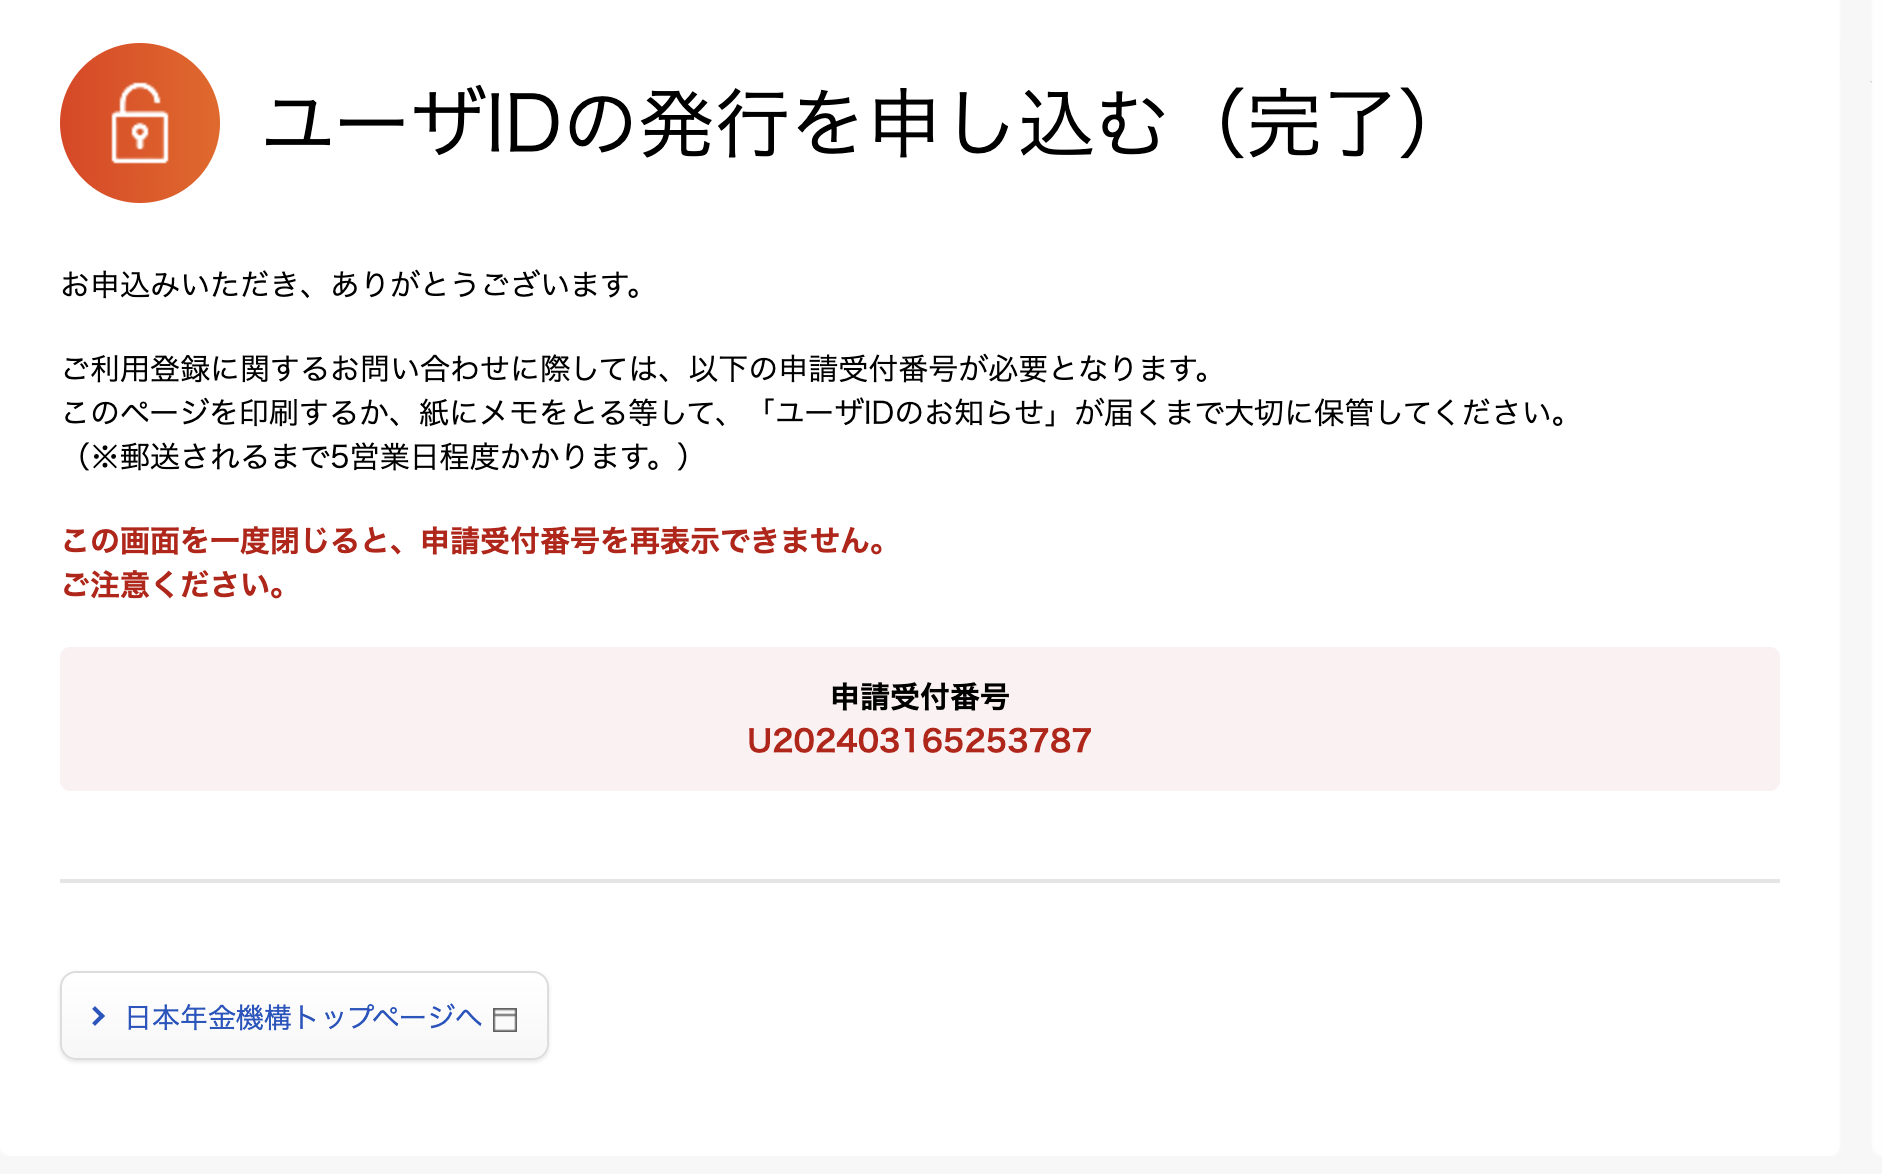 ユーザIDの発行を申し込む（完了）
お申込みいただき、ありがとうございます。
ご利用登録に関するお問い合わせに際しては、以下の申請受付番号が必要となります。
このページを印刷するか、紙にメモをとる等して、「ユーザIDのお知らせ」が届くまで大切に保管してください。
（※郵送されるまで5営業日程度かかります。）
この画面を一度閉じると、申請受付番号を再表示できません。
ご注意ください。
申請受付番号
U202403165253787
日本年金機構トップページへ